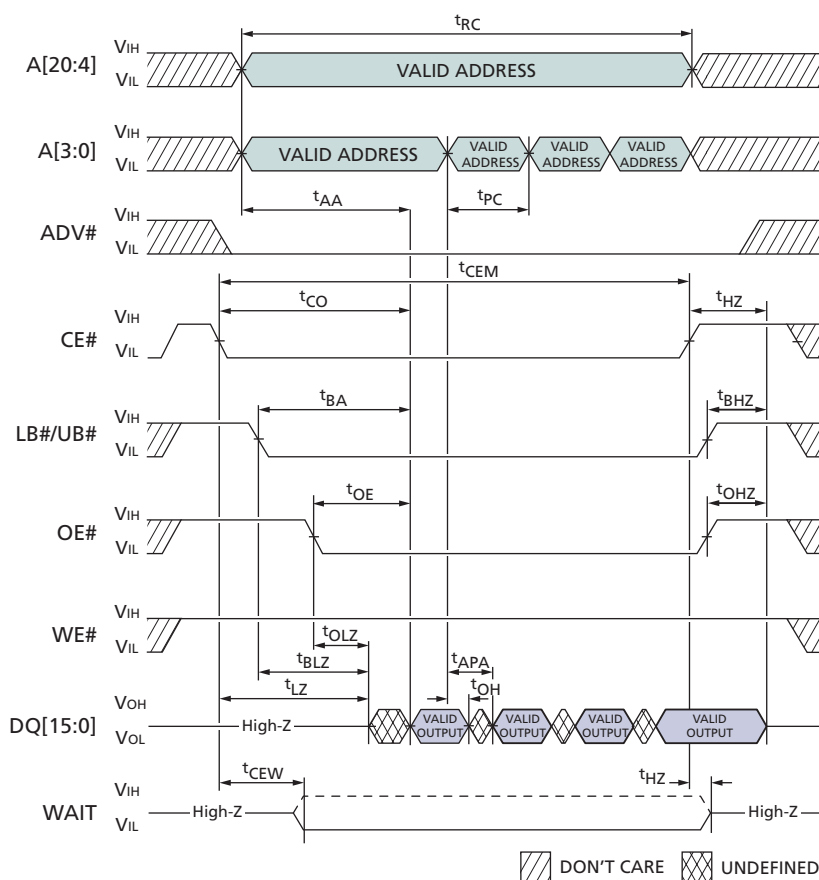 tRC
VIH
A[20:4]
VIL
VALID ADDRESS
VIH
A[3:0]
VIL
VALID ADDRESS
VALID
ADDRESS
VALID
ADDRESS
VALID
ADDRESS
tAA
tPC
VIH
ADV#
VIL
tCEM
tCO
tHZ
VIH
CE#
VIL
tBA
tBHZ
VIH
LB#/UB#
VIL
tOE
tOHZ
VIH
OE#
VIL
VIH
WE#
VIL
tOLZ
tBLZ
tAPA
tLZ
tOH
VOH
DQ[15:0]
VOL
High-Z
VALID
OUTPUT
VALID
OUTPUT
VALID
OUTPUT
VALID
OUTPUT
tCEW
tHZ
VIH
WAIT
VIL
High-Z
High-Z
DON'T CARE
UNDEFINED